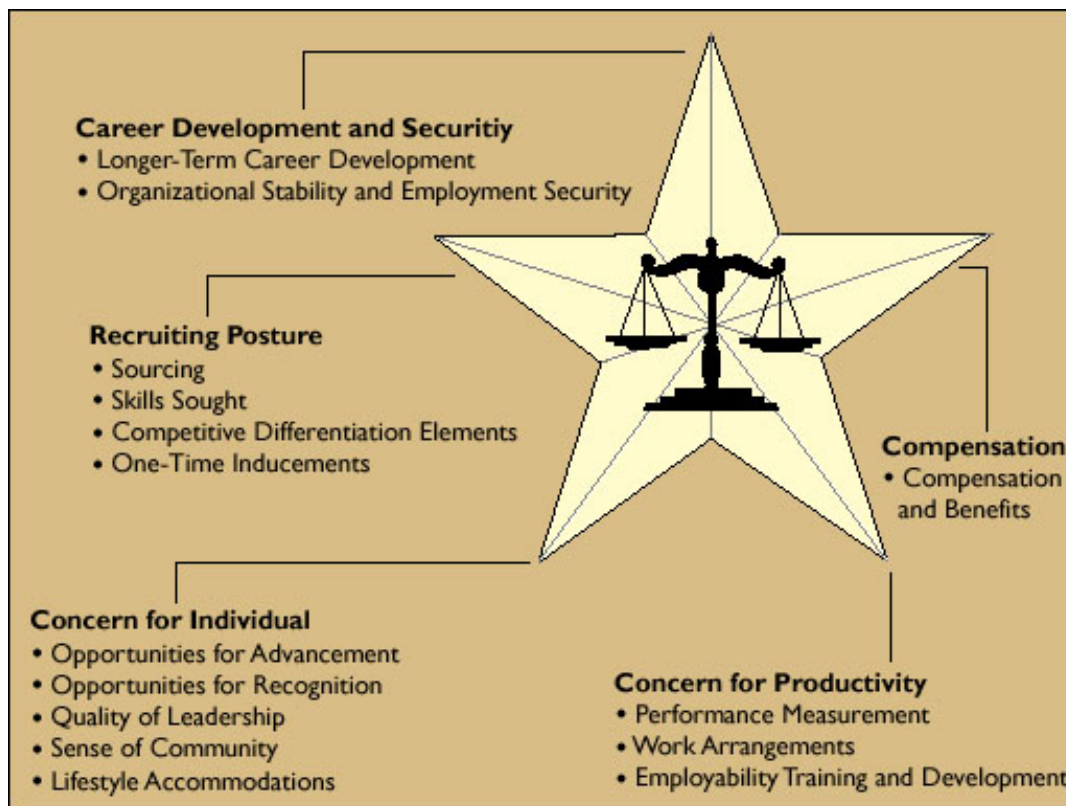 Career Development and Securitiy
• Longer-Term Career Development
• Organizational Stability and Employment Security
Recruiting Posture
• Sourcing
• Skills Sought
• Competitive Differentiation Elements
• One-Time Inducements
Compensation
• Compensation
and Benefits
Concern for Individual
• Opportunities for Advancement
• Opportunities for Recognition
• Quality of Leadership
• Sense of Community
• Lifestyle Accommodations
Concern for Productivity
• Performance Measurement
• Work Arrangements
• Employability Training and Development